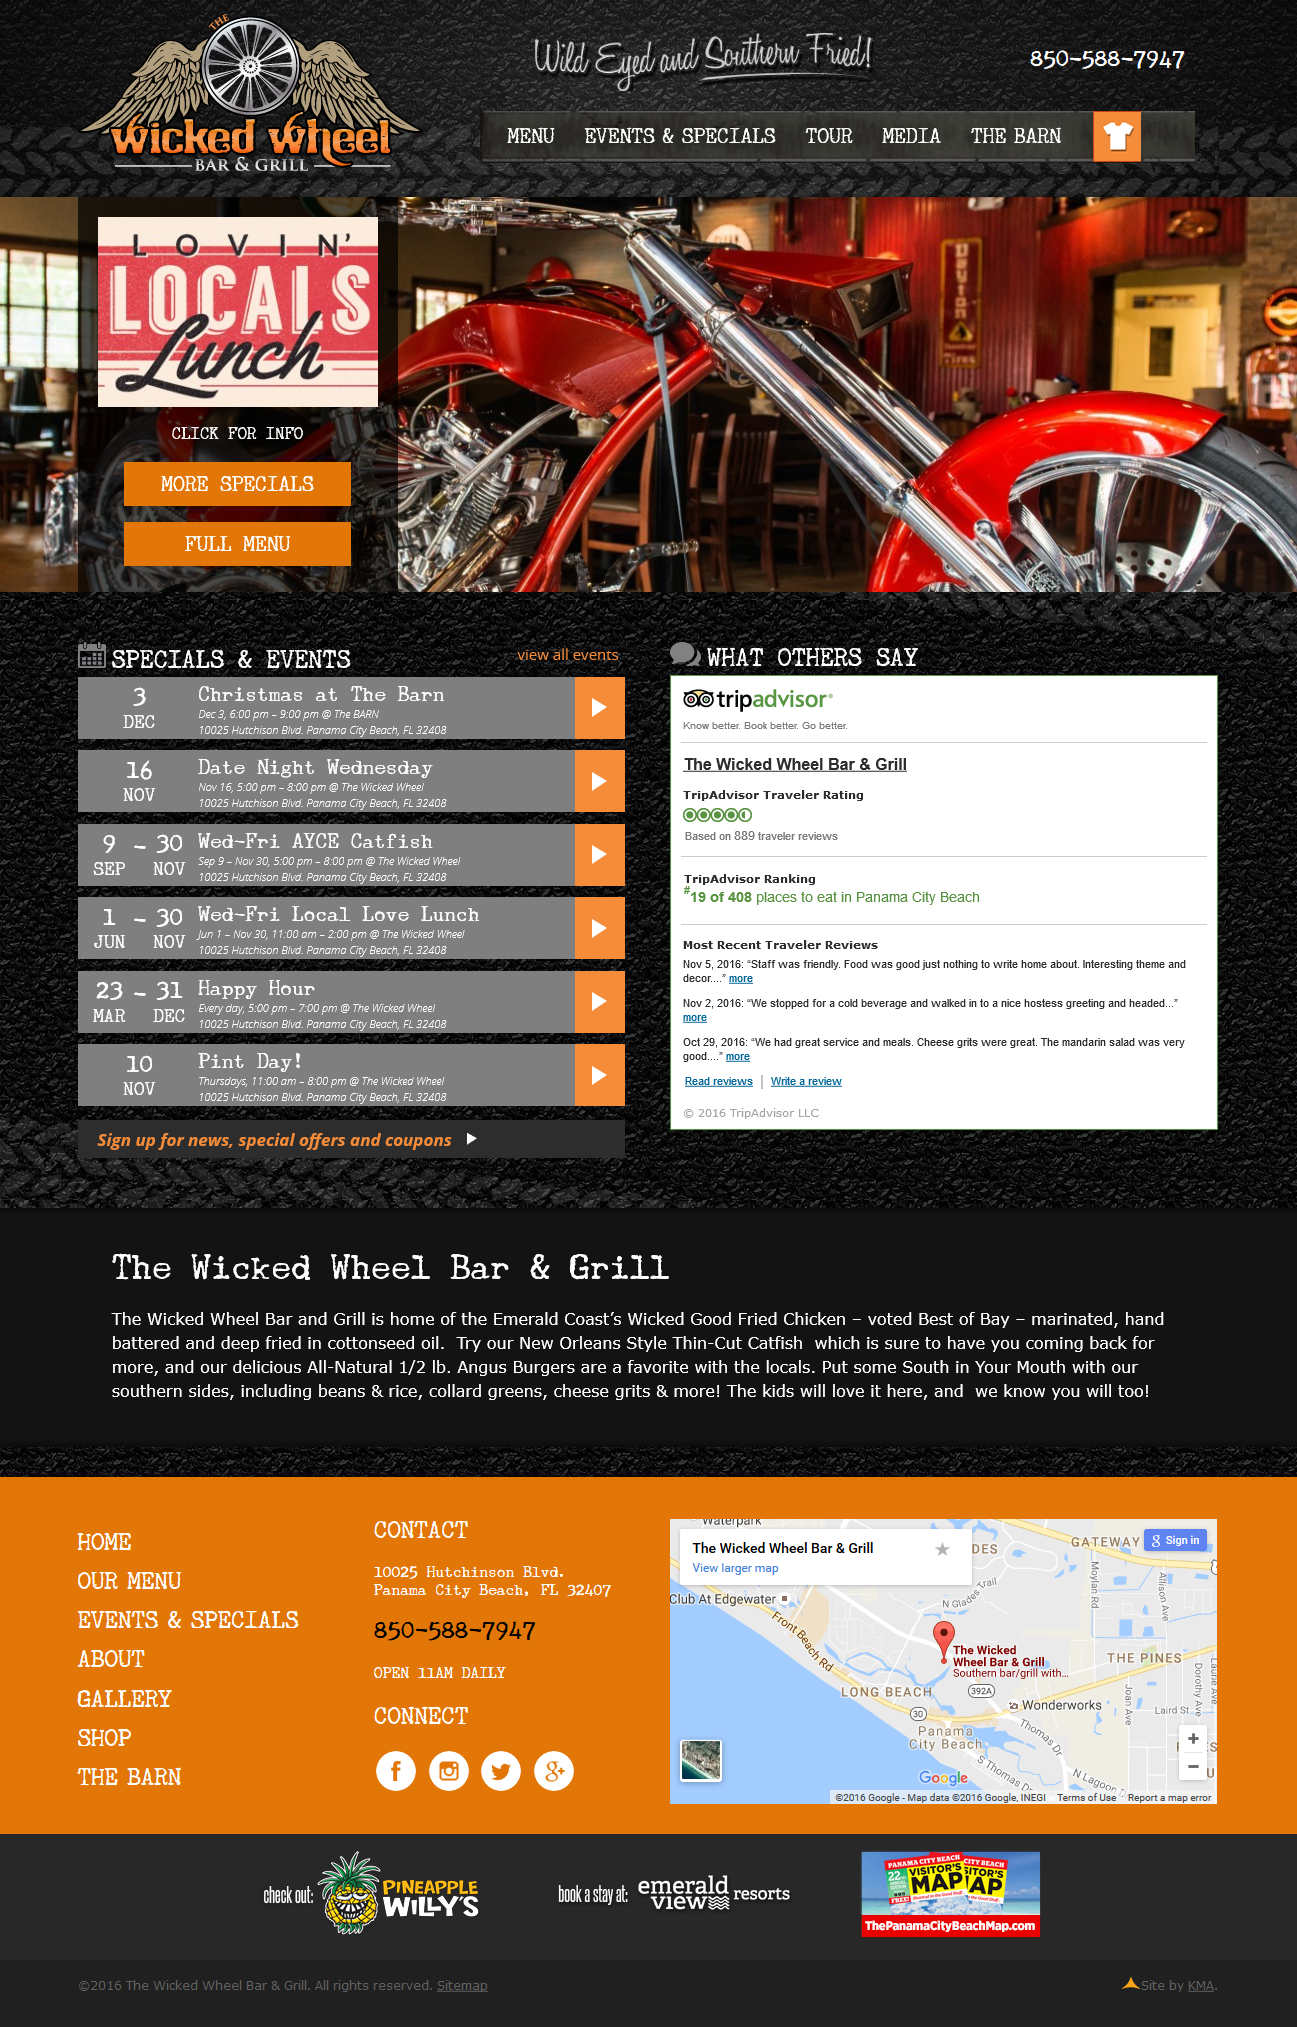 THE
Wicked Wheel
BAR & GRILL
Wild Eyed and Southern Fried!
850-588-7947
MENU EVENTS & SPECIALS TOUR MEDIA THE BARN
LOVIN'
LOCALS
Lunch
CLICK FOR INFO
MORE SPECIALS
FULL MENU
SPECIALS & EVENTS
view all events
3
DEC
Christmas at The Barn
Dec 3, 6:00 pm – 9:00 pm @ The BARN
10025 Hutchison Blvd. Panama City Beach, FL 32408
16
NOV
Date Night Wednesday
Nov 16, 5:00 pm – 8:00 pm @ The Wicked Wheel
10025 Hutchison Blvd. Panama City Beach, FL 32408
9 – 30
SEP NOV
Wed-Fri AYCE Catfish
Sep 9 – Nov 30, 5:00 pm – 8:00 pm @ The Wicked Wheel
10025 Hutchison Blvd. Panama City Beach, FL 32408
1 – 30
JUN NOV
Wed-Fri Local Love Lunch
Jun 1 – Nov 30, 11:00 am – 2:00 pm @ The Wicked Wheel
10025 Hutchison Blvd. Panama City Beach, FL 32408
23 – 31
MAR DEC
Happy Hour
Every day, 5:00 pm – 7:00 pm @ The Wicked Wheel
10025 Hutchison Blvd. Panama City Beach, FL 32408
10
NOV
Pint Day!
Thursdays, 11:00 am – 8:00 pm @ The Wicked Wheel
10025 Hutchison Blvd. Panama City Beach, FL 32408
Sign up for news, special offers and coupons
WHAT OTHERS SAY
tripadvisor®
Know better. Book better. Go better.
The Wicked Wheel Bar & Grill
TripAdvisor Traveler Rating
Based on 889 traveler reviews
TripAdvisor Ranking
#19 of 408 places to eat in Panama City Beach
Most Recent Traveler Reviews
Nov 5, 2016: “Staff was friendly. Food was good just nothing to write home about. Interesting theme and
decor....” more
Nov 2, 2016: “We stopped for a cold beverage and walked in to a nice hostess greeting and headed...”
more
Oct 29, 2016: “We had great service and meals. Cheese grits were great. The mandarin salad was very
good....” more
Read reviews | Write a review
© 2016 TripAdvisor LLC
The Wicked Wheel Bar & Grill
The Wicked Wheel Bar and Grill is home of the Emerald Coast’s Wicked Good Fried Chicken – voted Best of Bay – marinated, hand
battered and deep fried in cottonseed oil. Try our New Orleans Style Thin-Cut Catfish which is sure to have you coming back for
more, and our delicious All-Natural 1/2 lb. Angus Burgers are a favorite with the locals. Put some South in Your Mouth with our
southern sides, including beans & rice, collard greens, cheese grits & more! The kids will love it here, and we know you will too!
HOME
OUR MENU
EVENTS & SPECIALS
ABOUT
GALLERY
SHOP
THE BARN
CONTACT
10025 Hutchinson Blvd.
Panama City Beach, FL 32407
850-588-7947
OPEN 11AM DAILY
CONNECT
Waterpark
The Wicked Wheel Bar & Grill
View larger map
DES
GATEWAY
Sign in
Club At Edgewater
N Glades Trail
Moylan Rd
Allison Ave
Front Beach Rd
The Wicked
Wheel Bar & Grill
Southern bar/grill with...
THE PINES
LONG BEACH
392A
Wonderworks
30
Panama
City Beach
Thomas Dr
S Thomas Dr
N Lagoon
Joan Ave
Dorothy Ave
Laurie Ave
Laird St
PI
ES
U
+
−
Google
©2016 Google - Map data ©2016 Google, INEGI Terms of Use Report a map error
check out:
PINEAPPLE
WILLY'S
book a stay at:
emerald
view resorts
PANAMA CITY BEACH
22nd ANNUAL EDITION
FREE!
VISITOR'S
MAP
CITY BEACH
SITOR'S
AP
ThePanamaCityBeachMap.com
©2016 The Wicked Wheel Bar & Grill. All rights reserved. Sitemap
Site by KMA.